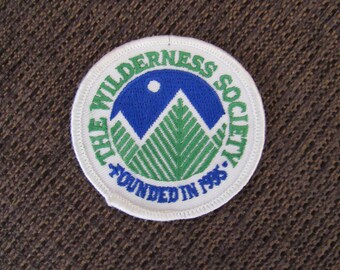 THE WILDERNESS SOCIETY
·FOUNDED IN 1935·